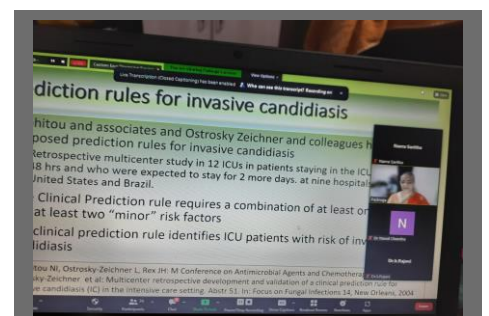 View Options
Live Transcription (Closed Captioning) has been enabled
Who can see this transcript? Recording on
diction rules for invasive candidiasis
hitou and associates and Ostrosky Zeichner and colleagues h
posed prediction rules for invasive candidiasis
Retrospective multicenter study in 12 ICUs in patients staying in the ICU
48 hrs and who were expected to stay for 2 more days. at nine hospitals
United States and Brazil.
Clinical Prediction rule requires a combination of at least on
at least two "minor" risk factors
clinical prediction rule identifies ICU patients with risk of inv
didiasis
tou NI, Ostrosky-Zeichner L, Rex JH: M Conference on Antimicrobial Agents and Chemotherap
sky-Zeichner. et al: Multicenter retrospective development and validation of a clinical prediction rule for
ve candidiasis (IC) in the intensive care setting. Abstr 51. In: Focus on Fungal Infections 14, New Orleans, 2004
N